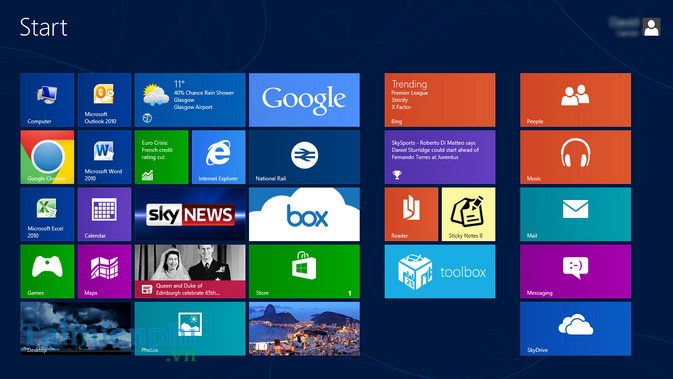 Start
Computer
Microsoft
Outlook 2010
11°
40% Chance Rain Shower
Glasgow
Glasgow Airport
Google
Trending
Premier League
Strictly
X Factor
Bing
People
Google Chrome
Microsoft Word
2010
Euro Crisis:
French credit
rating cut
Internet Explorer
National Rail
SkySports - Roberto Di Matteo says
Daniel Sturridge could start ahead of
Fernando Torres at Juventus
Music
Microsoft Excel
2010
Calendar
sky NEWS
box
Reader
Sticky Notes 8
Mail
Games
Maps
Queen and Duke of
Edinburgh celebrate 65th...
Store
1
toolbox
Messaging
Desktop
Photos
SkyDrive
Taimienphi
.vn